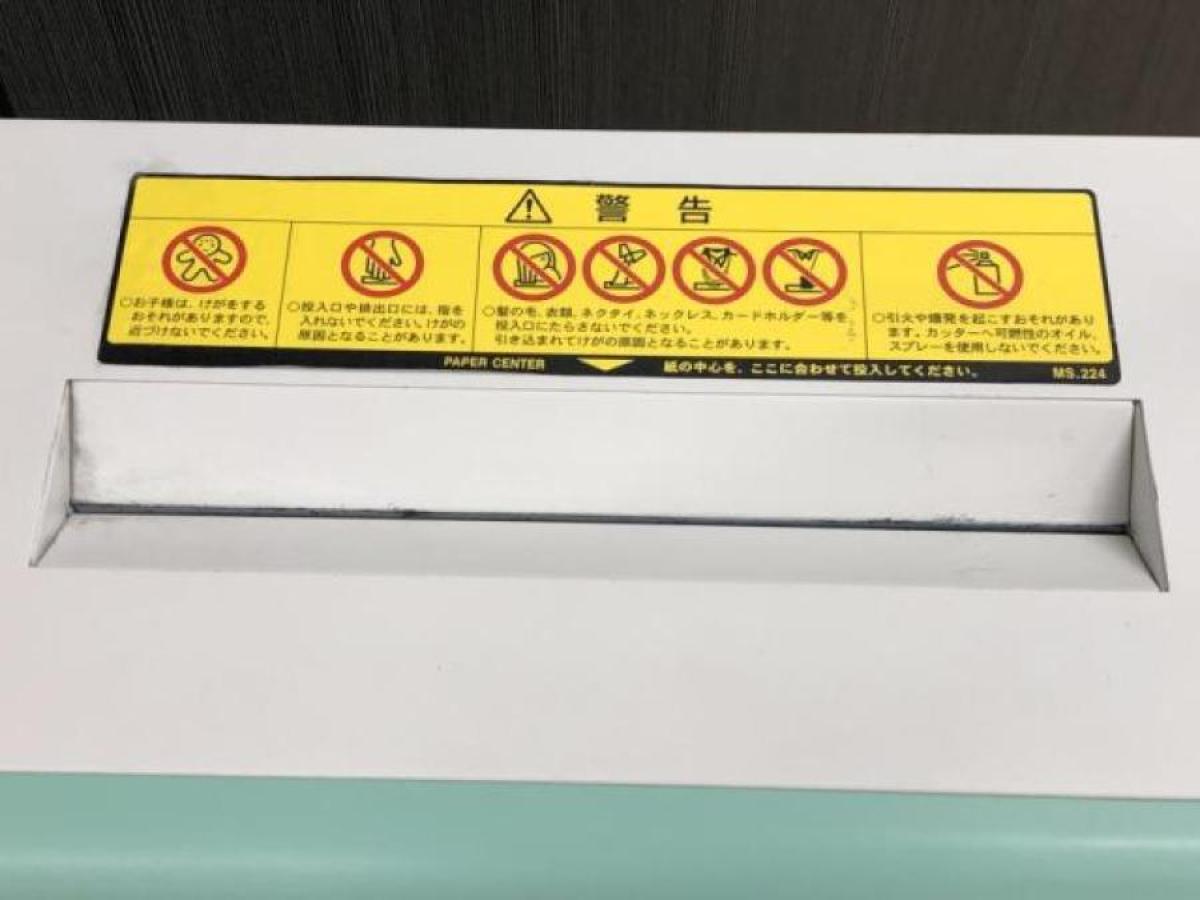 警 告
○お子様は、けがをする
おそれがありますので、
近づけないでください。
○投入口や排出口には、指を
入れないでください。けがの
原因となることがあります。
○髪の毛、衣類、ネクタイ、ネックレス、カードホルダー等を
投入口にたらさないでください。
引き込まれてけがの原因となることがあります。
○引火や爆発を起こすおそれがあり
ます。カッターへ可燃性のオイル、
スプレーを使用しないでください。
PAPER CENTER
紙の中心を、ここに合わせて投入してください。
MS.224